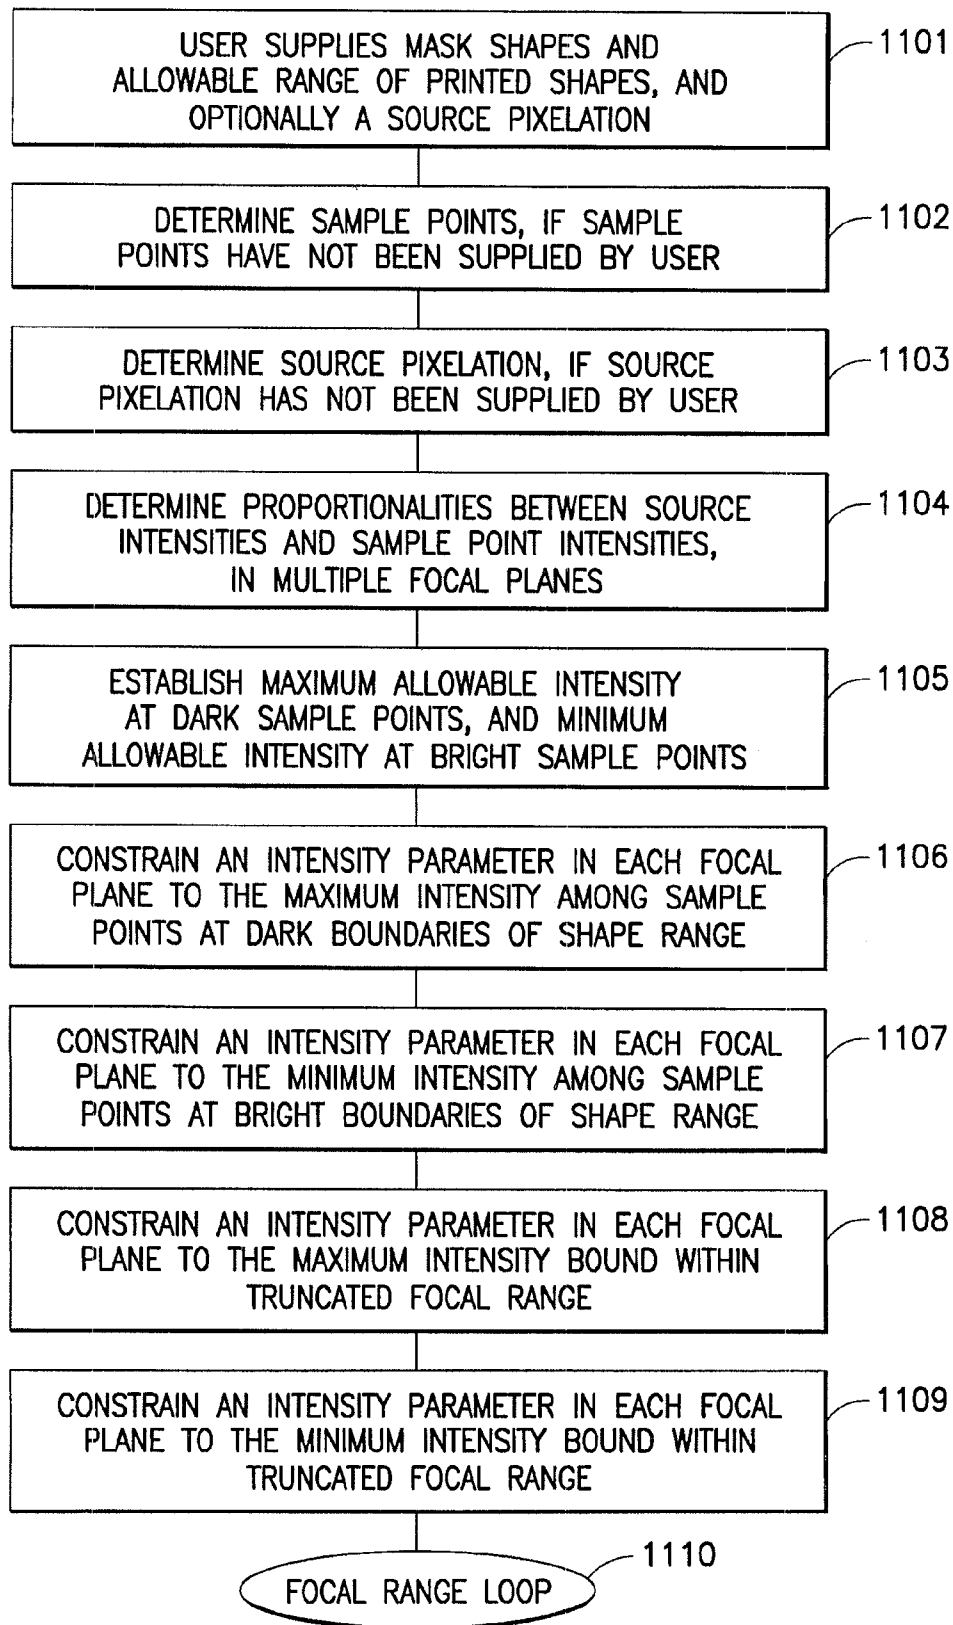 USER SUPPLIES MASK SHAPES AND
ALLOWABLE RANGE OF PRINTED SHAPES, AND
OPTIONALLY A SOURCE PIXELATION
1101
DETERMINE SAMPLE POINTS, IF SAMPLE
POINTS HAVE NOT BEEN SUPPLIED BY USER
1102
DETERMINE SOURCE PIXELATION, IF SOURCE
PIXELATION HAS NOT BEEN SUPPLIED BY USER
1103
DETERMINE PROPORTIONALITIES BETWEEN SOURCE
INTENSITIES AND SAMPLE POINT INTENSITIES,
IN MULTIPLE FOCAL PLANES
1104
ESTABLISH MAXIMUM ALLOWABLE INTENSITY
AT DARK SAMPLE POINTS, AND MINIMUM
ALLOWABLE INTENSITY AT BRIGHT SAMPLE POINTS
1105
CONSTRAIN AN INTENSITY PARAMETER IN EACH FOCAL
PLANE TO THE MAXIMUM INTENSITY AMONG SAMPLE
POINTS AT DARK BOUNDARIES OF SHAPE RANGE
1106
CONSTRAIN AN INTENSITY PARAMETER IN EACH FOCAL
PLANE TO THE MINIMUM INTENSITY AMONG SAMPLE
POINTS AT BRIGHT BOUNDARIES OF SHAPE RANGE
1107
CONSTRAIN AN INTENSITY PARAMETER IN EACH FOCAL
PLANE TO THE MAXIMUM INTENSITY BOUND WITHIN
TRUNCATED FOCAL RANGE
1108
CONSTRAIN AN INTENSITY PARAMETER IN EACH FOCAL
PLANE TO THE MINIMUM INTENSITY BOUND WITHIN
TRUNCATED FOCAL RANGE
1109
FOCAL RANGE LOOP
1110